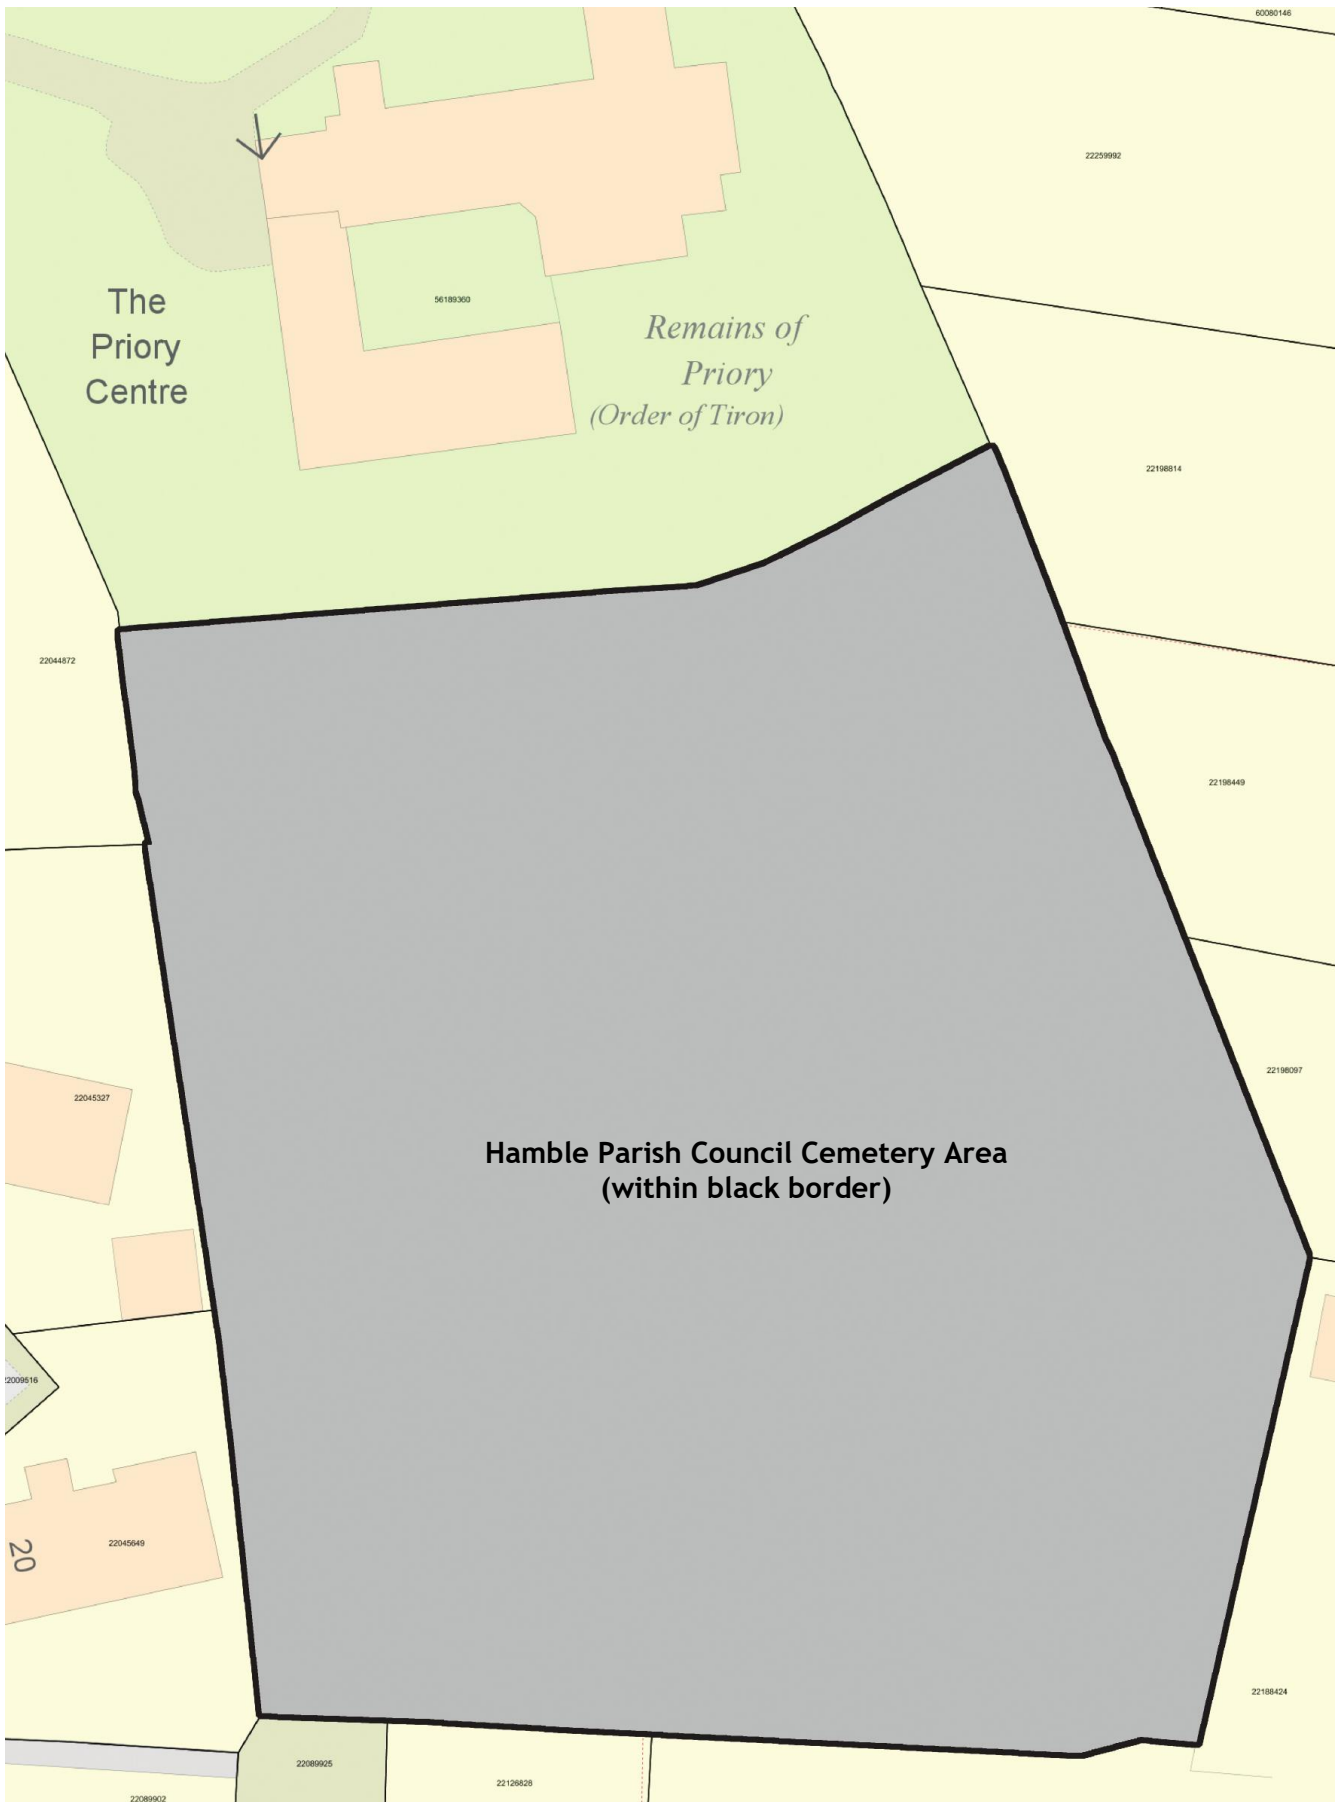 60080146
22259992
The
Priory
Centre
56189360
Remains of
Priory
(Order of Tiron)
22198814
22044872
22198449
22198097
22045327
Hamble Parish Council Cemetery Area
(within black border)
22009516
20
22045649
22188424
22089925
22126828
22089902